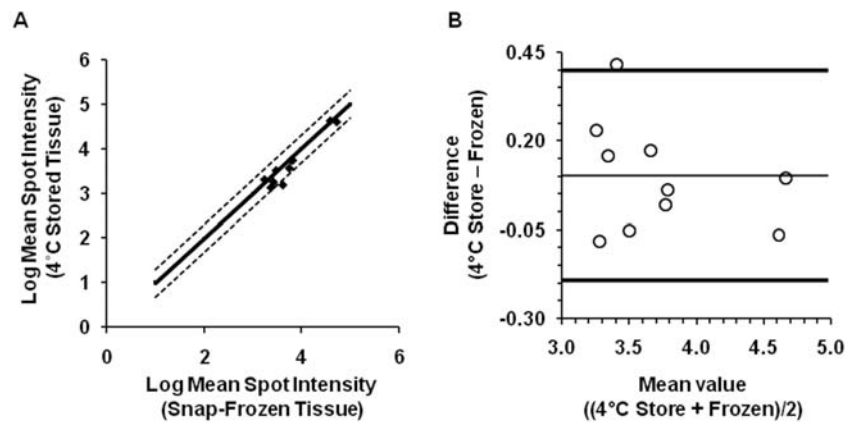 A
6
5
4
3
2
1
0
0
2
4
6
Log Mean Spot Intensity
(4°C Stored Tissue)
Log Mean Spot Intensity
(Snap-Frozen Tissue)
B
0.45
0.20
-0.05
-0.30
3.0
3.5
4.0
4.5
5.0
Difference
(4°C Store – Frozen)
Mean value
((4°C Store + Frozen)/2)